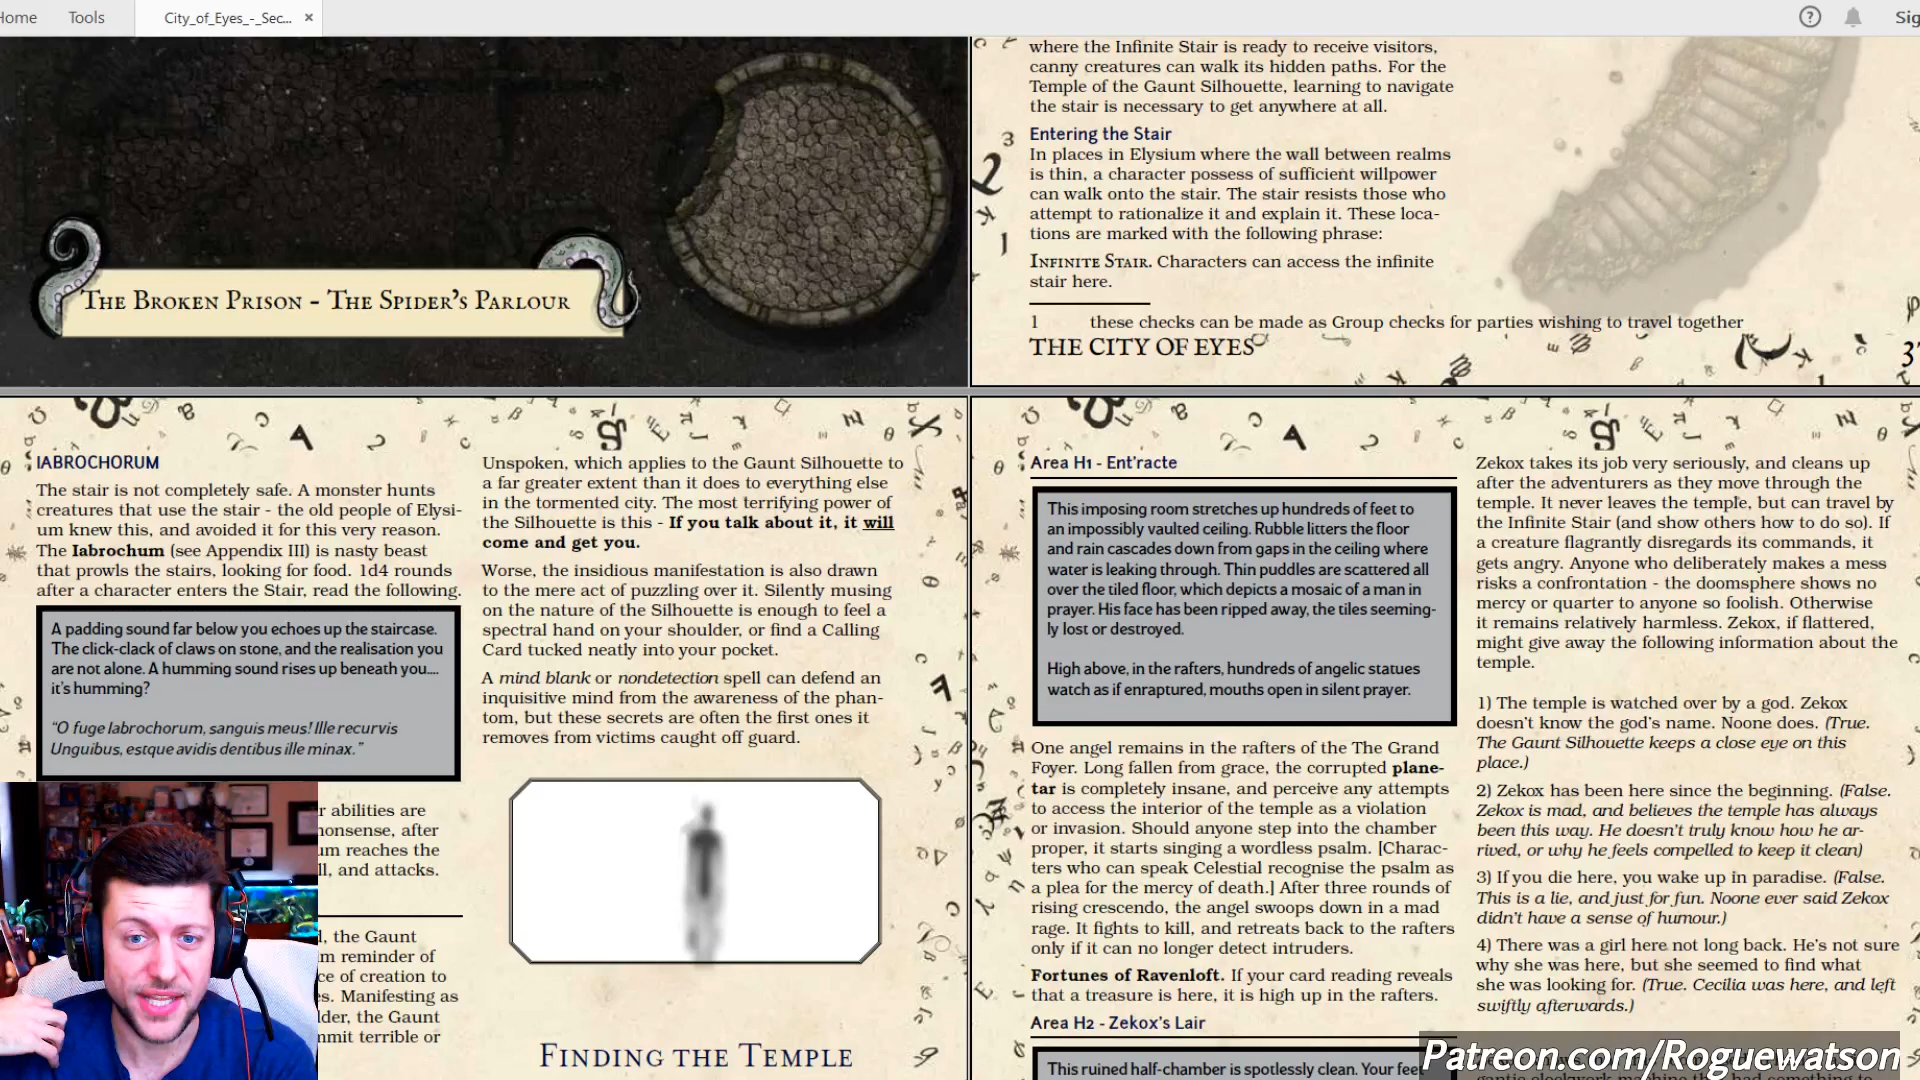 Home
Tools
City_of_Eyes_-_Sec...
×
?
Sig
THE BROKEN PRISON - THE SPIDER'S PARLOUR
where the Infinite Stair is ready to receive visitors,
canny creatures can walk its hidden paths. For the
Temple of the Gaunt Silhouette, learning to navigate
the stair is necessary to get anywhere at all.
Entering the Stair
In places in Elysium where the wall between realms
is thin, a character possess of sufficient willpower
can walk onto the stair. The stair resists those who
attempt to rationalize it and explain it. These loca-
tions are marked with the following phrase:
INFINITE STAIR. Characters can access the infinite
stair here.
1 these checks can be made as Group checks for parties wishing to travel together
THE CITY OF EYES
IABROCHORUM
The stair is not completely safe. A monster hunts
creatures that use the stair - the old people of Elysi-
um knew this, and avoided it for this very reason.
The Iabrochum (see Appendix III) is nasty beast
that prowls the stairs, looking for food. 1d4 rounds
after a character enters the Stair, read the following.
A padding sound far below you echoes up the staircase.
The click-clack of claws on stone, and the realisation you
are not alone. A humming sound rises up beneath you....
it's humming?
"O fuge Iabrochorum, sanguis meus! Ille recurvis
Unguibus, estque avidis dentibus ille minax."
r abilities are
nonsense, after
um reaches the
ll, and attacks.
, the Gaunt
m reminder of
ce of creation to
es. Manifesting as
lder, the Gaunt
mmit terrible or
Unspoken, which applies to the Gaunt Silhouette to
a far greater extent than it does to everything else
in the tormented city. The most terrifying power of
the Silhouette is this - If you talk about it, it will
come and get you.
Worse, the insidious manifestation is also drawn
to the mere act of puzzling over it. Silently musing
on the nature of the Silhouette is enough to feel a
spectral hand on your shoulder, or find a Calling
Card tucked neatly into your pocket.
A mind blank or nondetection spell can defend an
inquisitive mind from the awareness of the phan-
tom, but these secrets are often the first ones it
removes from victims caught off guard.
FINDING THE TEMPLE
Area H1 - Ent'racte
This imposing room stretches up hundreds of feet to
an impossibly vaulted ceiling. Rubble litters the floor
and rain cascades down from gaps in the ceiling where
water is leaking through. Thin puddles are scattered all
over the tiled floor, which depicts a mosaic of a man in
prayer. His face has been ripped away, the tiles seeming-
ly lost or destroyed.
High above, in the rafters, hundreds of angelic statues
watch as if enraptured, mouths open in silent prayer.
One angel remains in the rafters of the The Grand
Foyer. Long fallen from grace, the corrupted plane-
tar is completely insane, and perceive any attempts
to access the interior of the temple as a violation
or invasion. Should anyone step into the chamber
proper, it starts singing a wordless psalm. [Charac-
ters who can speak Celestial recognise the psalm as
a plea for the mercy of death.] After three rounds of
rising crescendo, the angel swoops down in a mad
rage. It fights to kill, and retreats back to the rafters
only if it can no longer detect intruders.
Fortunes of Ravenloft. If your card reading reveals
that a treasure is here, it is high up in the rafters.
Area H2 - Zekox's Lair
This ruined half-chamber is spotlessly clean. Your feet
Zekox takes its job very seriously, and cleans up
after the adventurers as they move through the
temple. It never leaves the temple, but can travel by
the Infinite Stair (and show others how to do so). If
a creature flagrantly disregards its commands, it
gets angry. Anyone who deliberately makes a mess
risks a confrontation - the doomsphere shows no
mercy or quarter to anyone so foolish. Otherwise
it remains relatively harmless. Zekox, if flattered,
might give away the following information about the
temple.
1) The temple is watched over by a god. Zekox
doesn't know the god's name. Noone does. (True.
The Gaunt Silhouette keeps a close eye on this
place.)
2) Zekox has been here since the beginning. (False.
Zekox is mad, and believes the temple has always
been this way. He doesn't truly know how he ar-
rived, or why he feels compelled to keep it clean)
3) If you die here, you wake up in paradise. (False.
This is a lie, and just for fun. Noone ever said Zekox
didn't have a sense of humour.)
4) There was a girl here not long back. He's not sure
why she was here, but she seemed to find what
she was looking for. (True. Cecilia was here, and left
swiftly afterwards.)
Patreon.com/Roguewatson